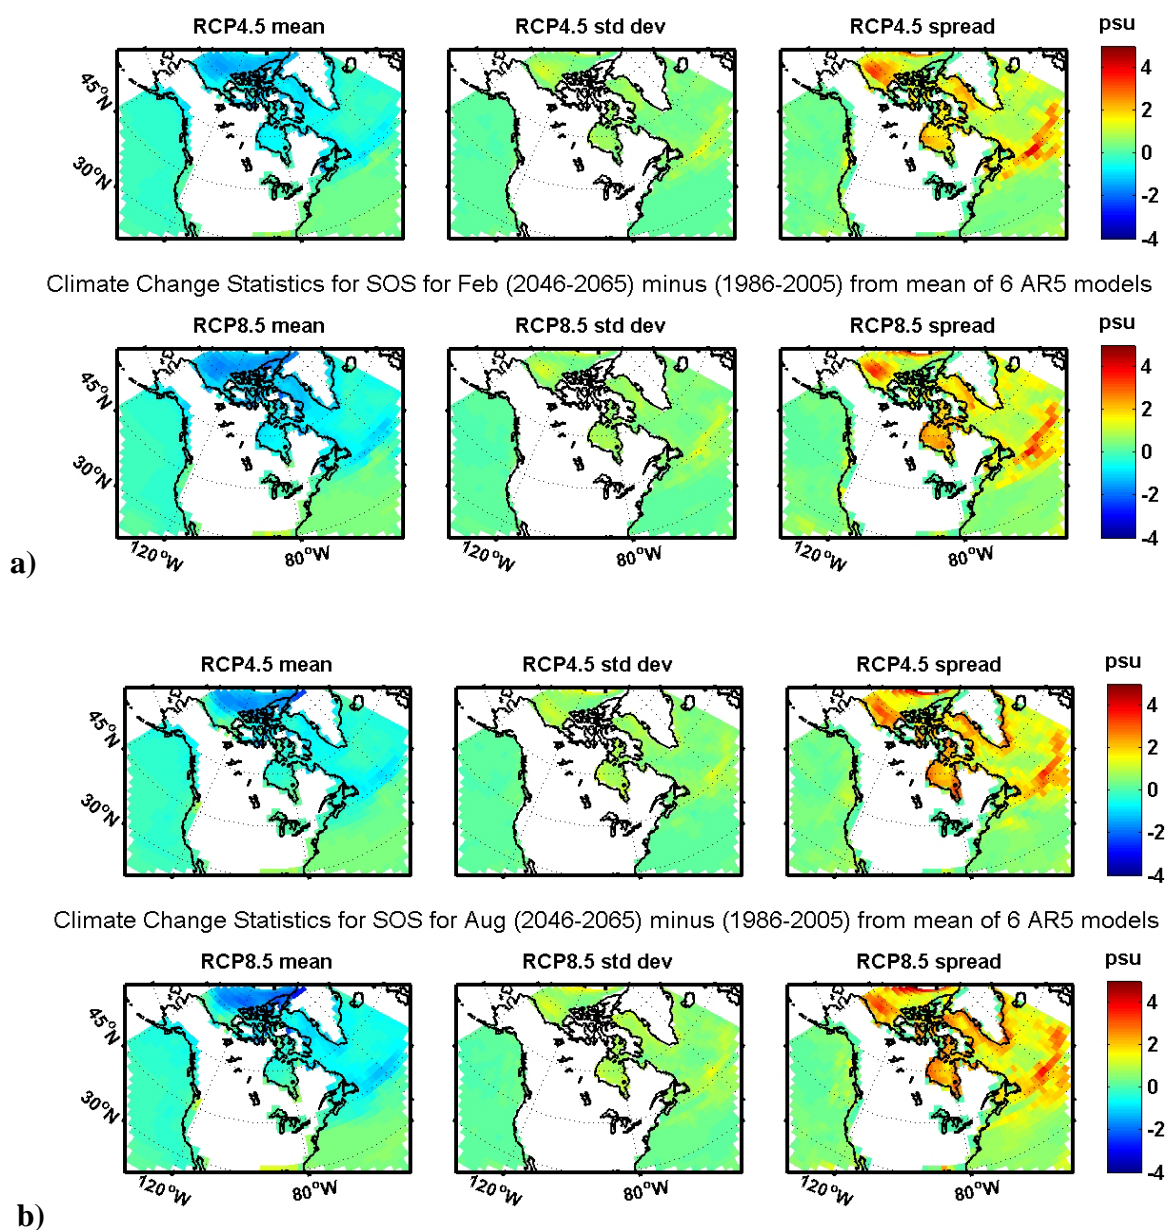 RCP4.5 mean RCP4.5 std dev RCP4.5 spread psu
45°N
30°N
4
2
0
-2
-4
Climate Change Statistics for SOS for Feb (2046-2065) minus (1986-2005) from mean of 6 AR5 models
RCP8.5 mean RCP8.5 std dev RCP8.5 spread psu
45°N
30°N
4
2
0
-2
-4
120°W 80°W 80°W 120°W 80°W
a)
RCP4.5 mean RCP4.5 std dev RCP4.5 spread psu
45°N
30°N
4
2
0
-2
-4
Climate Change Statistics for SOS for Aug (2046-2065) minus (1986-2005) from mean of 6 AR5 models
RCP8.5 mean RCP8.5 std dev RCP8.5 spread psu
45°N
30°N
4
2
0
-2
-4
120°W 80°W 80°W 120°W 80°W
b)